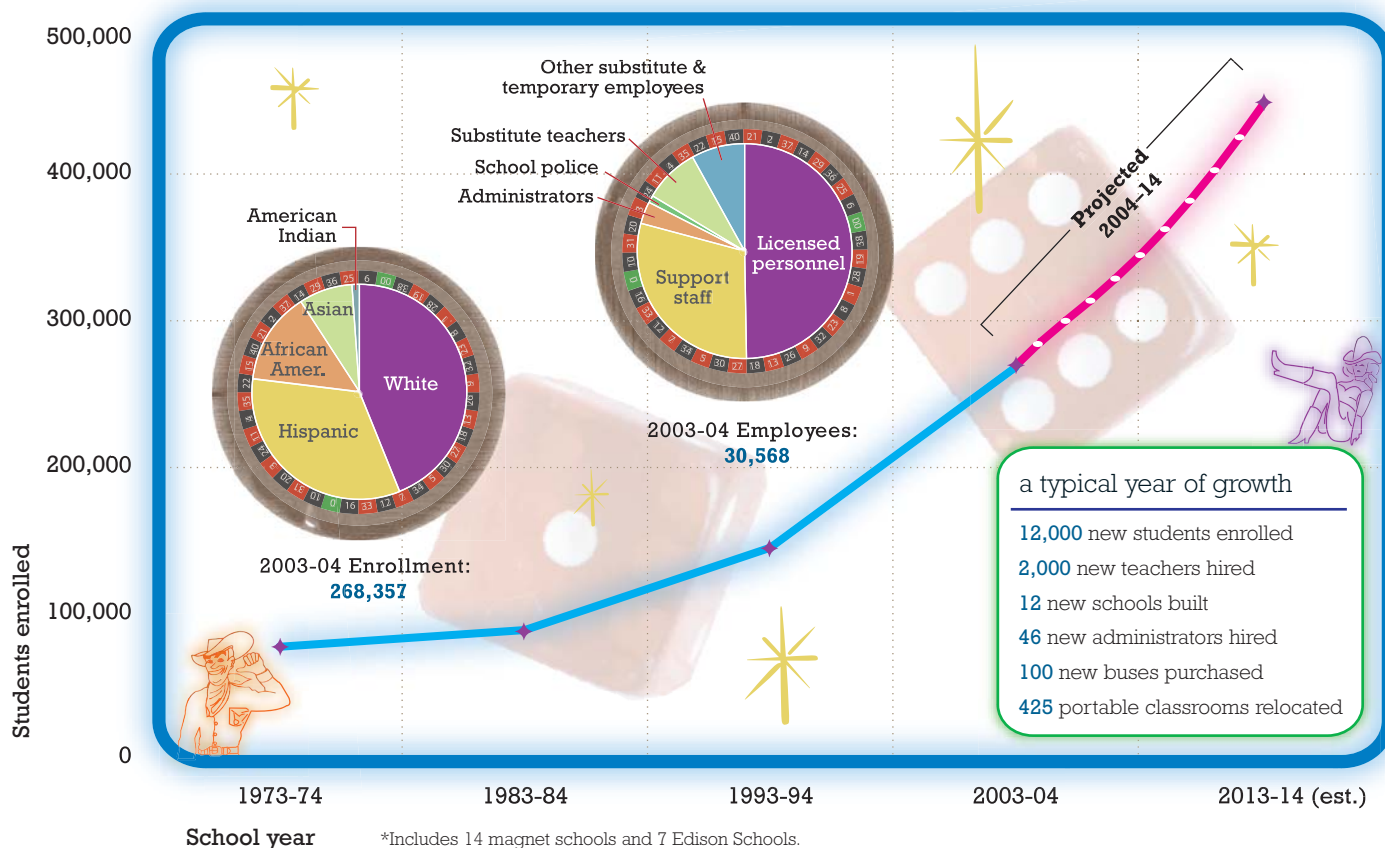 500,000
400,000
300,000
200,000
100,000
0
Students enrolled
Other substitute &
temporary employees
Substitute teachers
School police
Administrators
Licensed
personnel
Support
staff
2003-04 Employees:
30,568
American
Indian
Asian
African
Amer.
White
Hispanic
2003-04 Enrollment:
268,357
Projected
2004–14
a typical year of growth
12,000 new students enrolled
2,000 new teachers hired
12 new schools built
46 new administrators hired
100 new buses purchased
425 portable classrooms relocated
1973-74
1983-84
1993-94
2003-04
2013-14 (est.)
School year
*Includes 14 magnet schools and 7 Edison Schools.